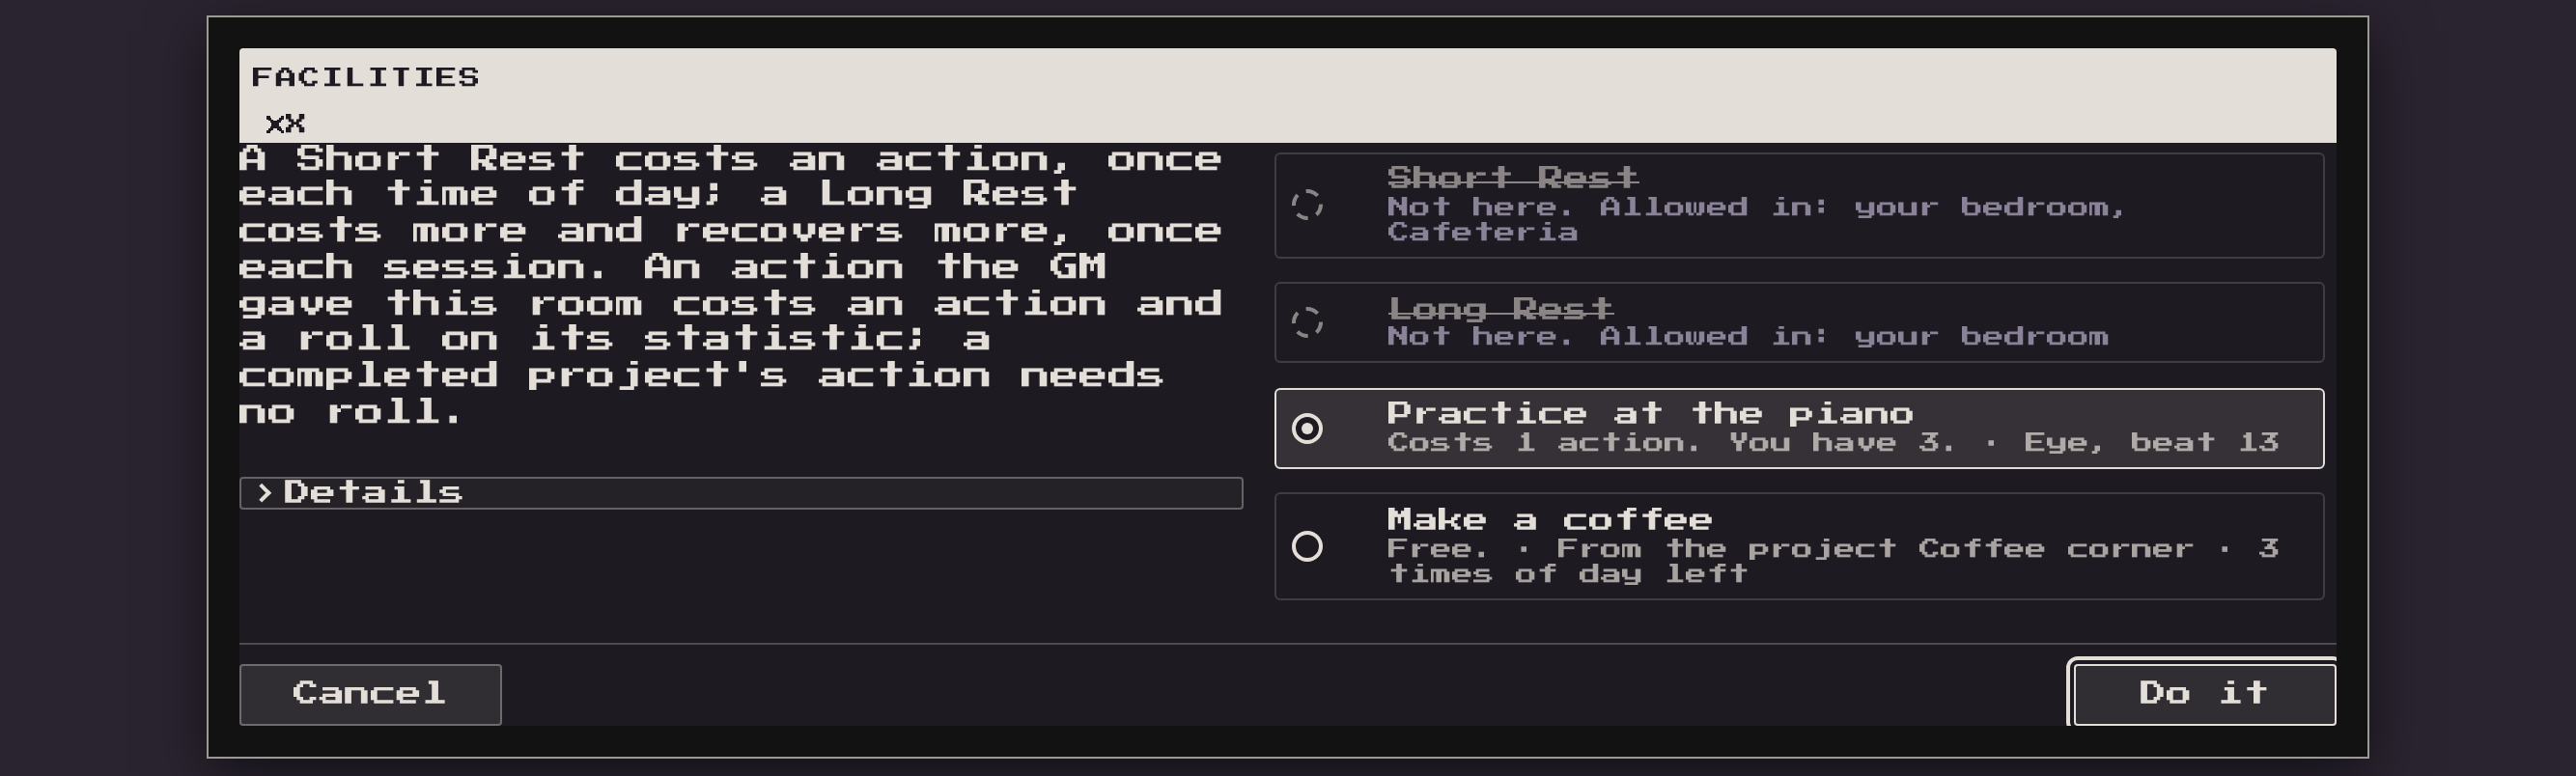 FACILITIES
xx
A Short Rest costs an action, once
each time of day; a Long Rest
costs more and recovers more, once
each session. An action the GM
gave this room costs an action and
a roll on its statistic; a
completed project's action needs
no roll.
> Details
Short Rest
Not here. Allowed in: your bedroom,
Cafeteria
Long Rest
Not here. Allowed in: your bedroom
Practice at the piano
Costs 1 action. You have 3. · Eye, beat 13
Make a coffee
Free. · From the project Coffee corner · 3
times of day left
Cancel
Do it